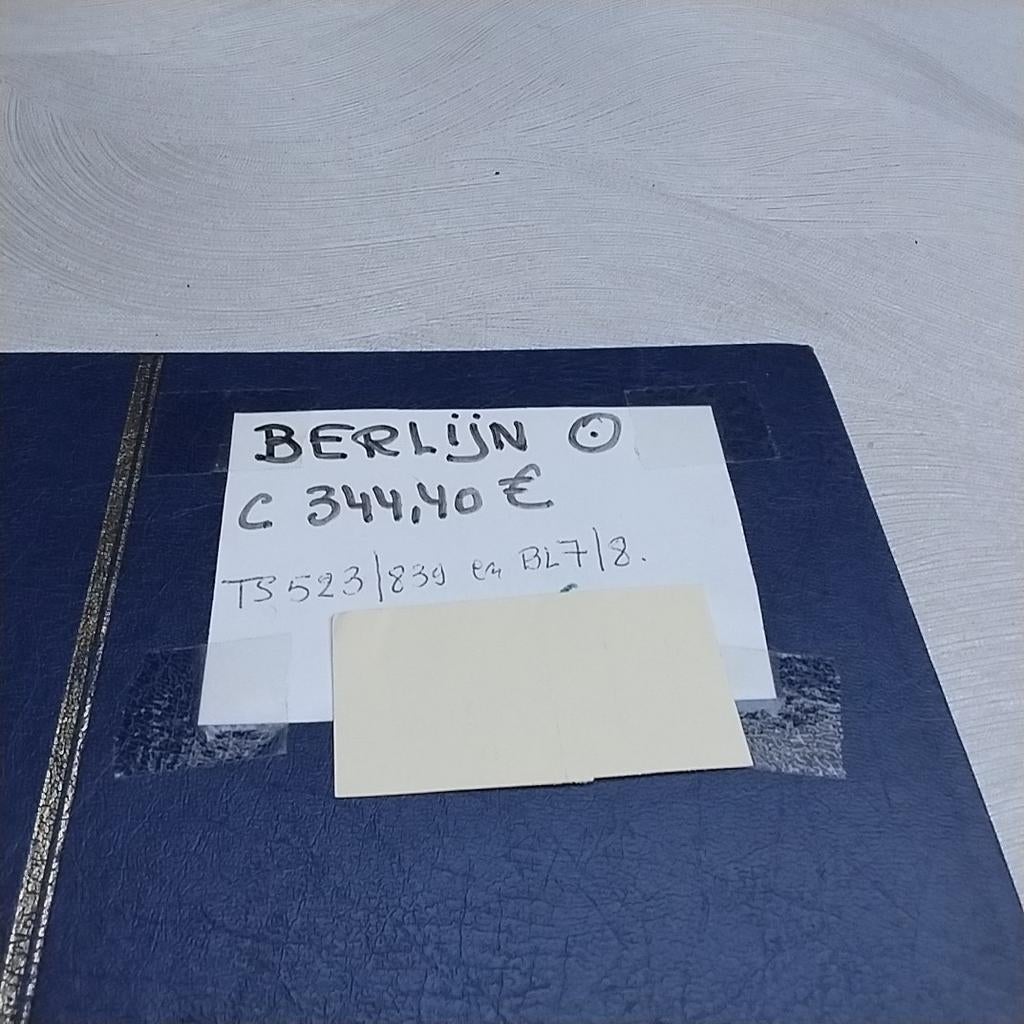 BERLIJN ⊙
C 344,40 €
TS 523/839 en BL7/8.